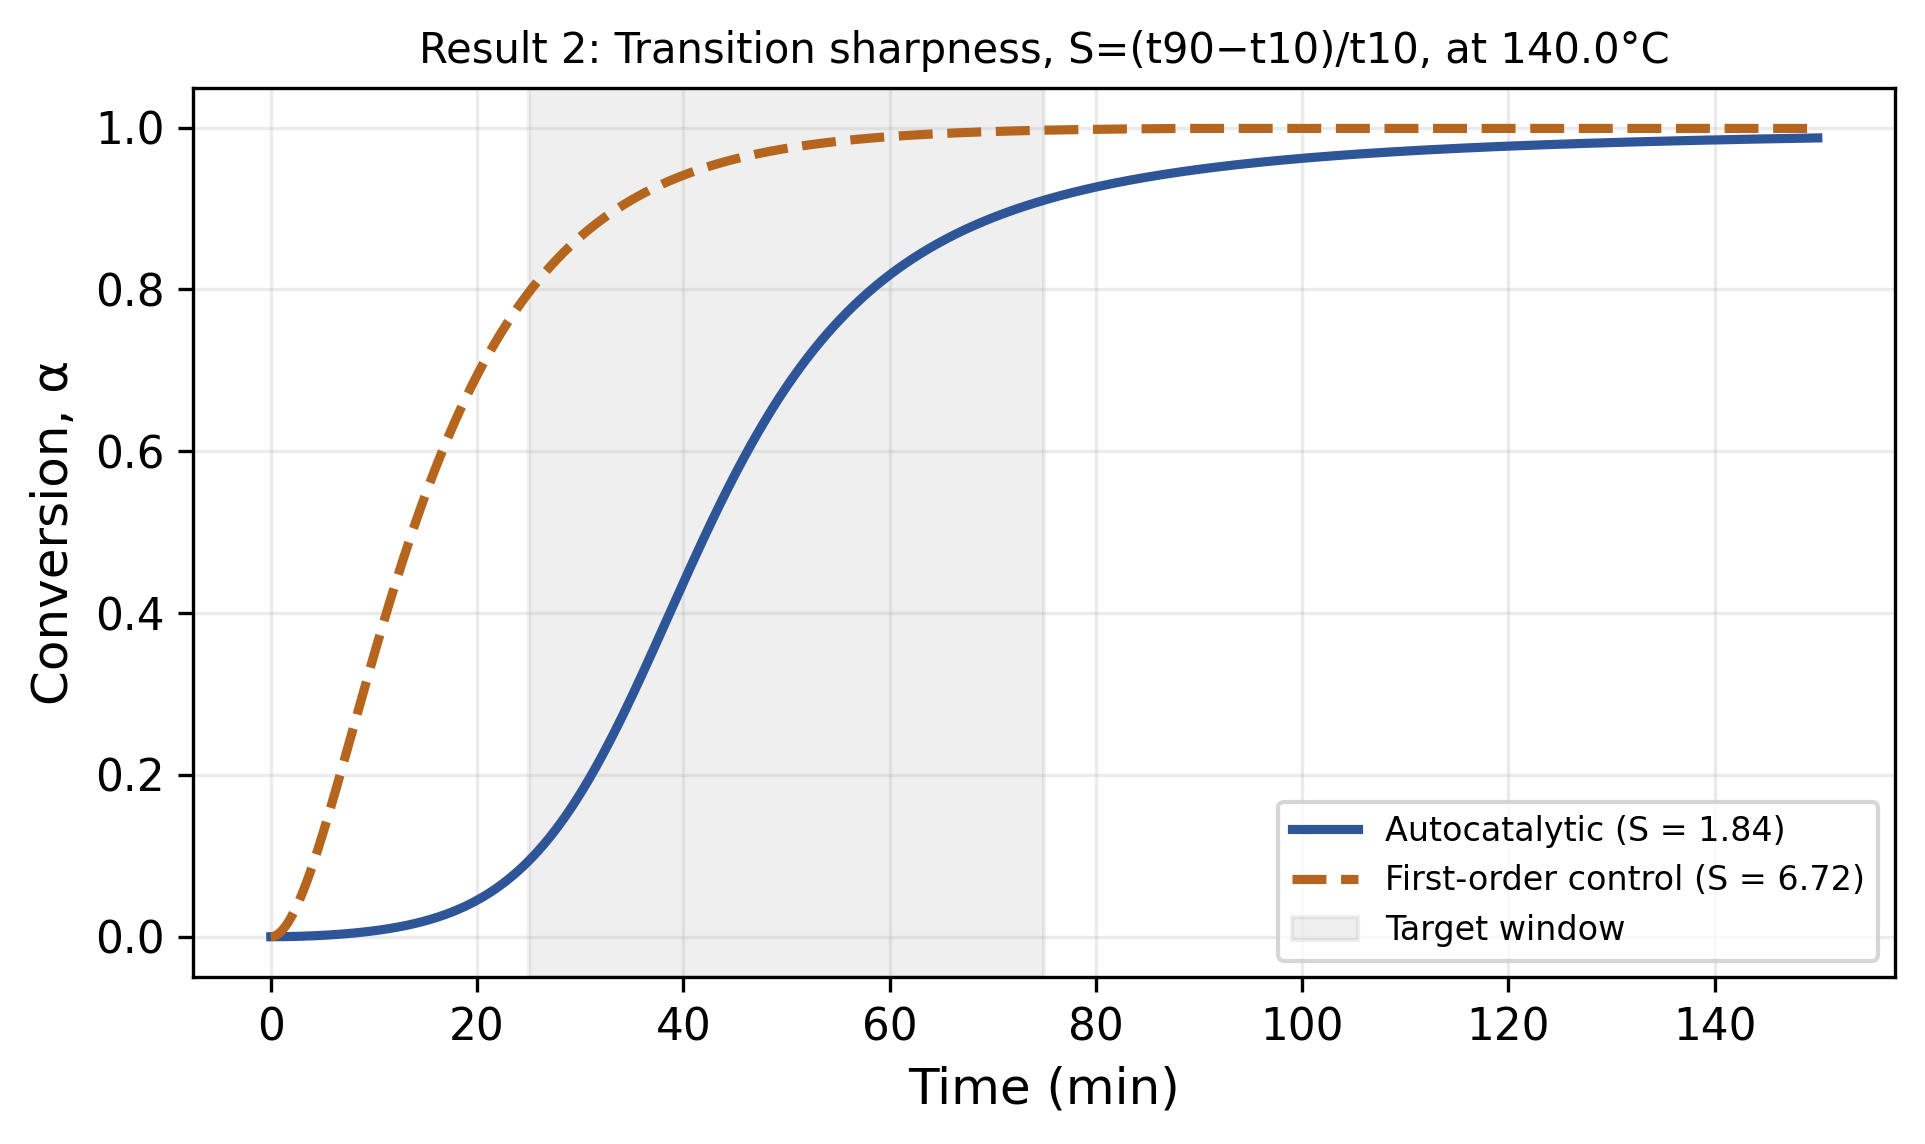 Result 2: Transition sharpness, S=(t90−t10)/t10, at 140.0°C
Conversion, α
1.0
0.8
0.6
0.4
0.2
0.0
0 20 40 60 80 100 120 140
Time (min)
Autocatalytic (S = 1.84)
First-order control (S = 6.72)
Target window